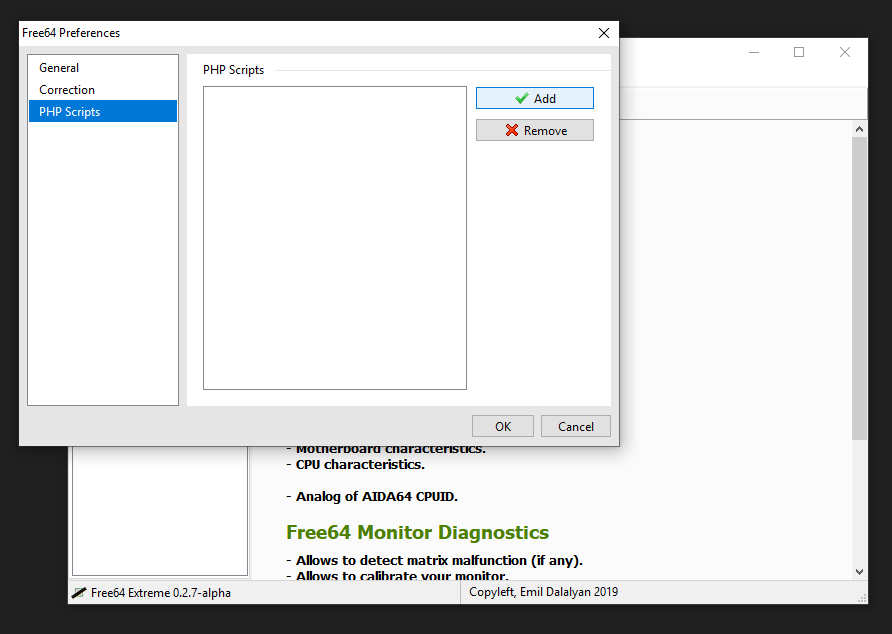 Free64 Preferences
General
Correction
PHP Scripts
PHP Scripts
Add
Remove
OK
Cancel
- Motherboard characteristics.
- CPU characteristics.
- Analog of AIDA64 CPUID.
Free64 Monitor Diagnostics
- Allows to detect matrix malfunction (if any).
- Allows to calibrate your monitor.
Free64 Extreme 0.2.7-alpha
Copyleft, Emil Dalalyan 2019